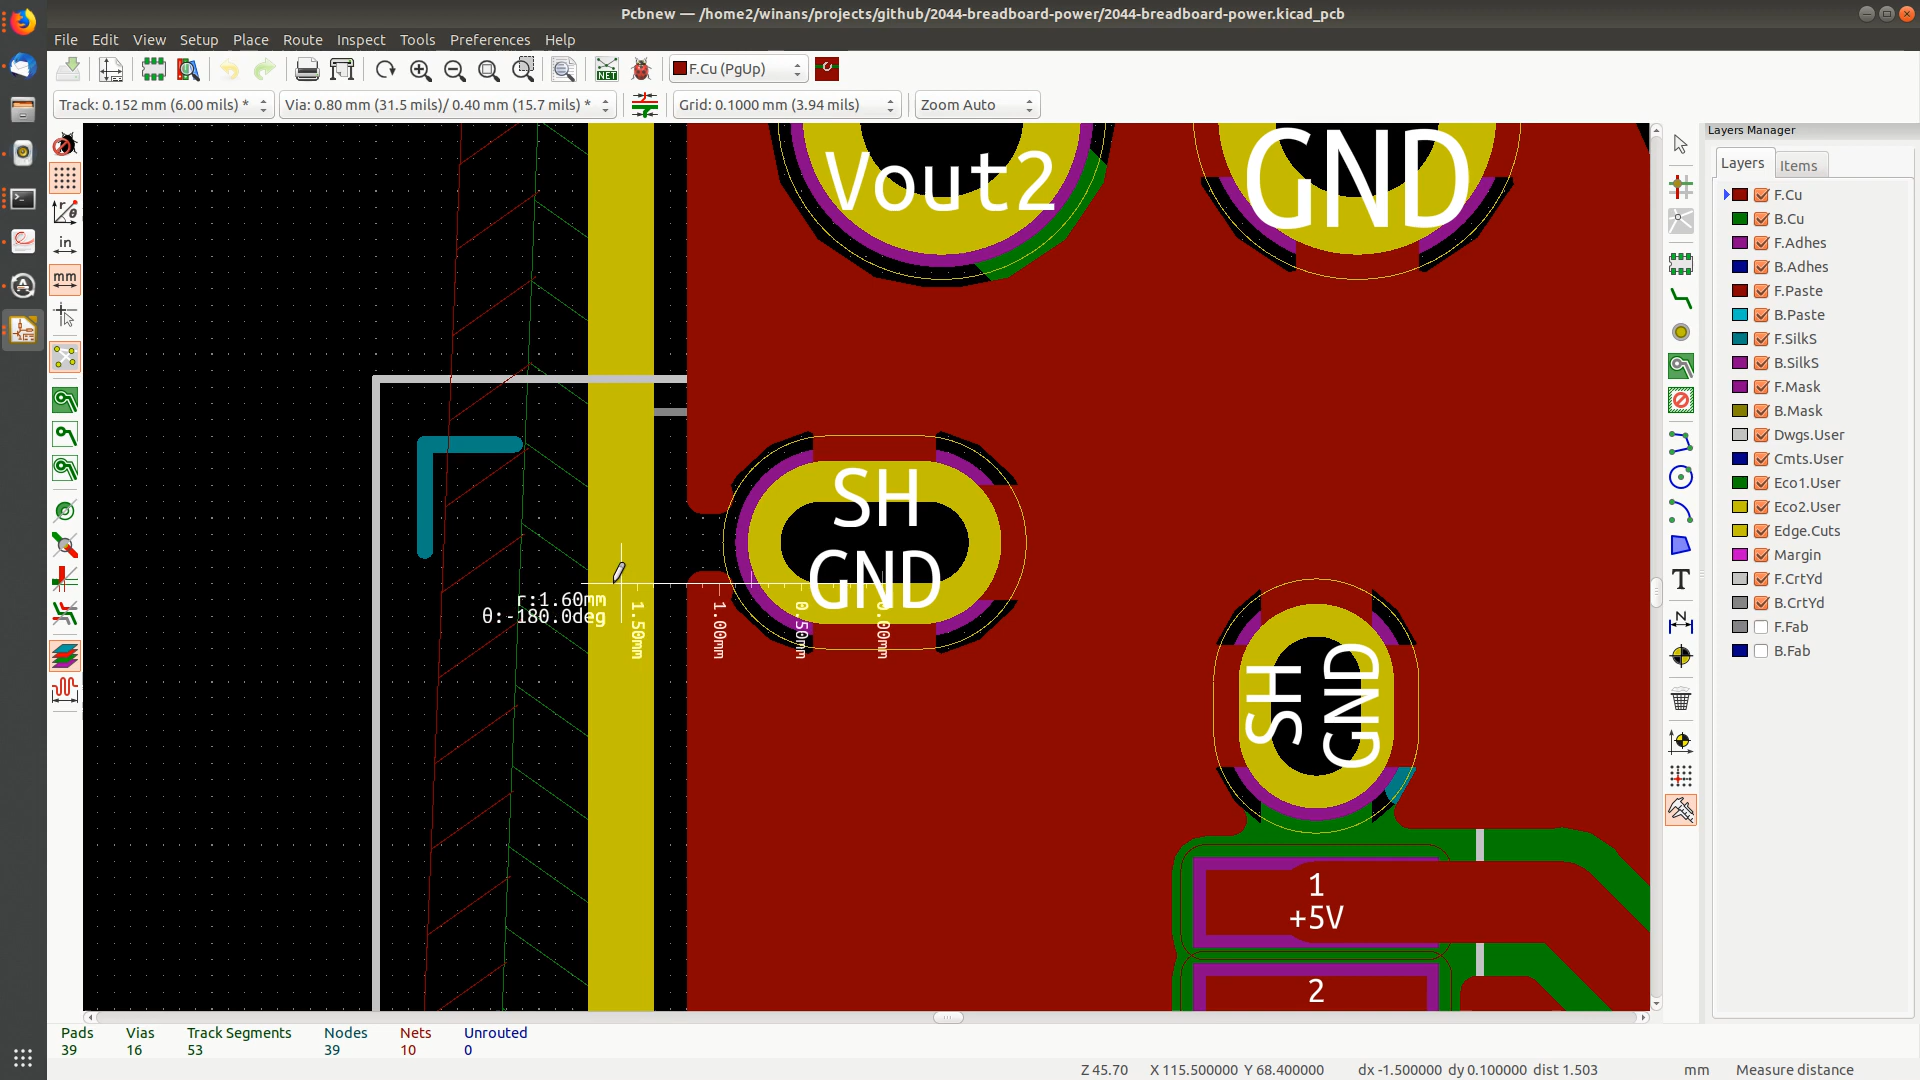 Pcbnew — /home2/winans/projects/github/2044-breadboard-power/2044-breadboard-power.kicad_pcb
File Edit View Setup Place Route Inspect Tools Preferences Help
NET
F.Cu (PgUp)
Track: 0.152 mm (6.00 mils) *
Via: 0.80 mm (31.5 mils)/ 0.40 mm (15.7 mils) *
Grid: 0.1000 mm (3.94 mils)
Zoom Auto
in
mm
Vout2
GND
SH
GND
r:1.60mm
θ:-180.0deg
1.50mm
1.00mm
0.50mm
0.00mm
SH
GND
1
+5V
2
T
N
Layers Manager
Layers
Items
F.Cu
B.Cu
F.Adhes
B.Adhes
F.Paste
B.Paste
F.SilkS
B.SilkS
F.Mask
B.Mask
Dwgs.User
Cmts.User
Eco1.User
Eco2.User
Edge.Cuts
Margin
F.CrtYd
B.CrtYd
F.Fab
B.Fab
Pads Vias Track Segments Nodes Nets Unrouted
39 16 53 39 10 0
Z 45.70 X 115.500000 Y 68.400000 dx -1.500000 dy 0.100000 dist 1.503 mm Measure distance